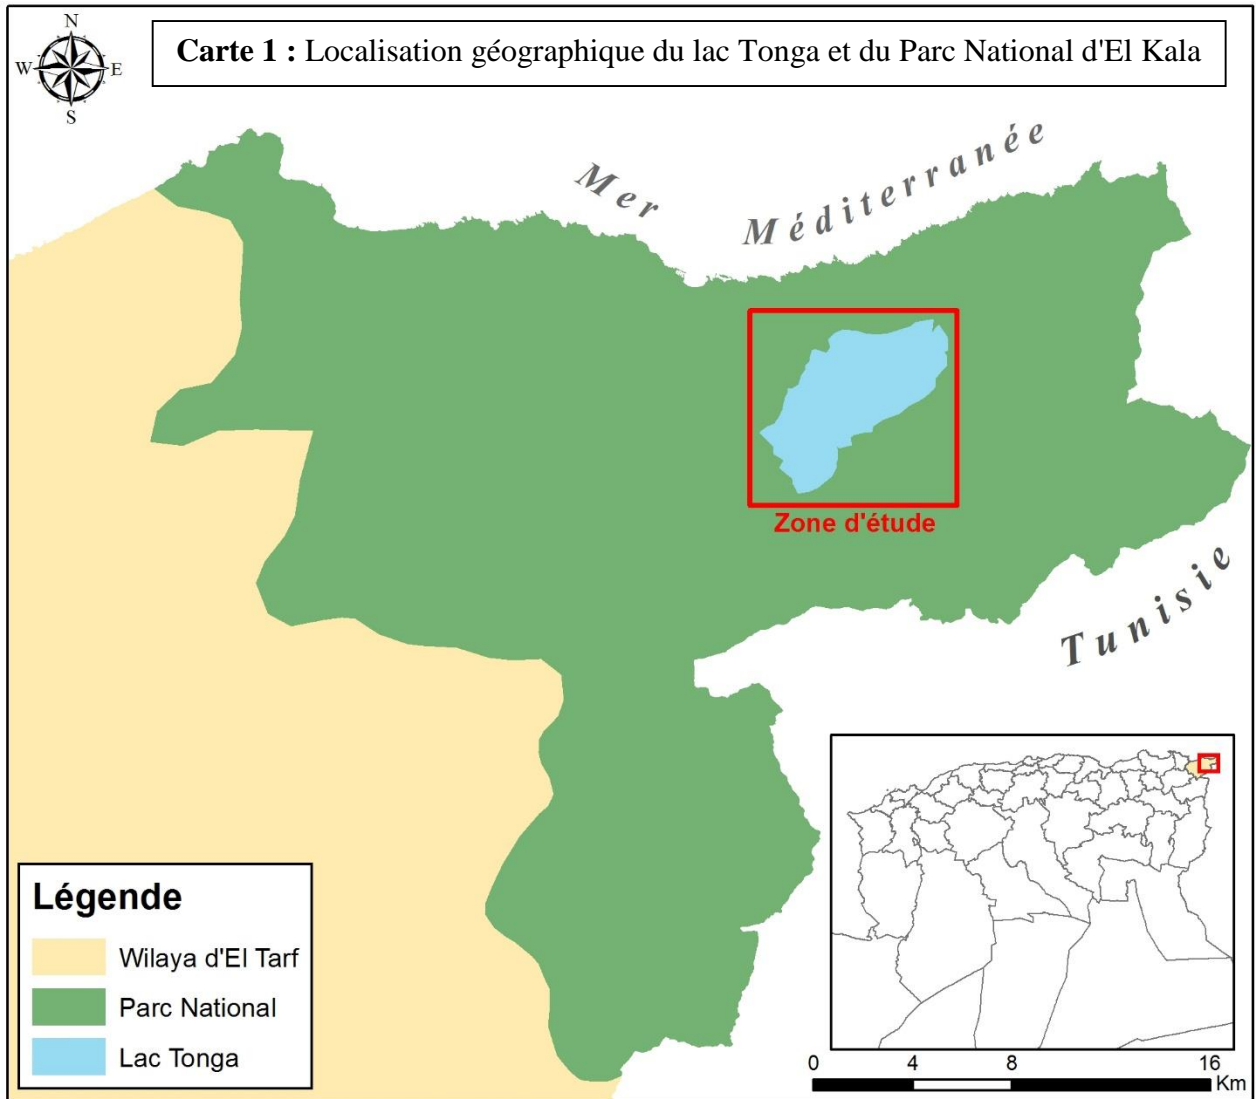 N
W E
S
Carte 1 : Localisation géographique du lac Tonga et du Parc National d'El Kala
Mer Méditerranée
Zone d'étude
Tunisie
Légende
Wilaya d'El Tarf
Parc National
Lac Tonga
0 4 8 16
Km